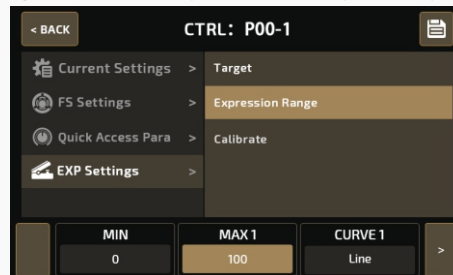 < BACK
CTRL: P00-1
Current Settings >
Target
FS Settings >
Expression Range
Quick Access Para >
Calibrate
EXP Settings >
MIN
MAX 1
CURVE 1
0
100
Line
>